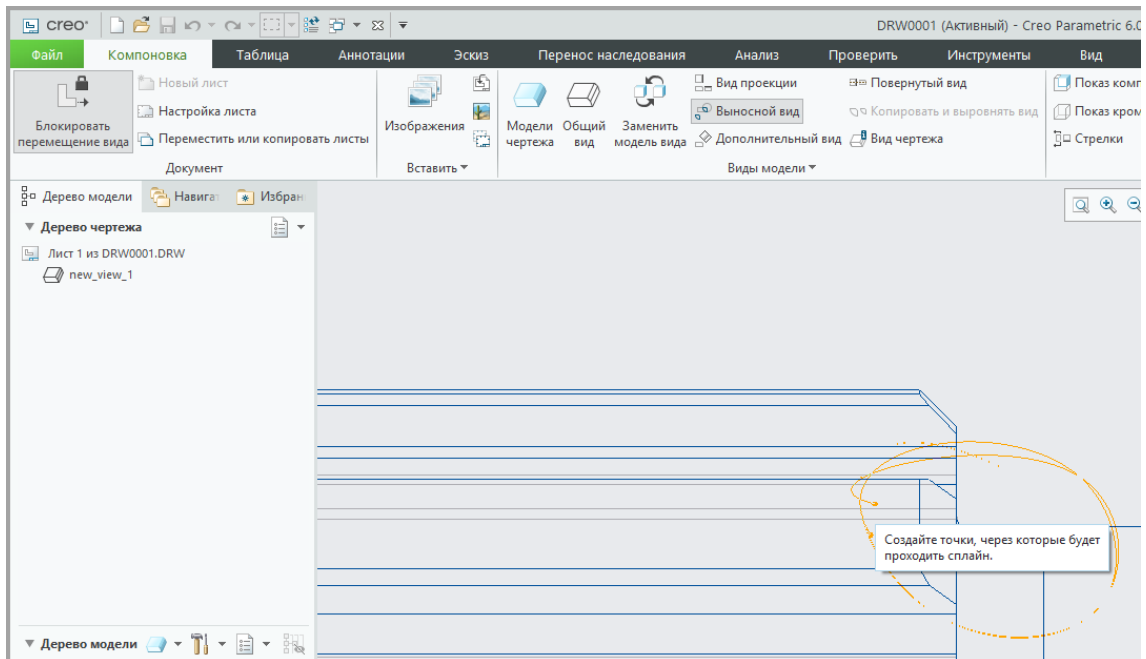 creo
DRW0001 (Активный) - Creo Parametric 6.0
Файл Компоновка Таблица Аннотации Эскиз Перенос наследования Анализ Проверить Инструменты Вид
Блокировать
перемещение вида
Новый лист
Настройка листа
Переместить или копировать листы
Документ
Изображения
Вставить
Модели
чертежа
Общий
вид
Заменить
модель вида
Вид проекции
Выносной вид
Дополнительный вид
Повернутый вид
Копировать и выровнять вид
Вид чертежа
Виды модели
Показ комп
Показ кром
Стрелки
Дерево модели Навига Избран
Дерево чертежа
Лист 1 из DRW0001.DRW
new_view_1
Создайте точки, через которые будет
проходить сплайн.
Дерево модели